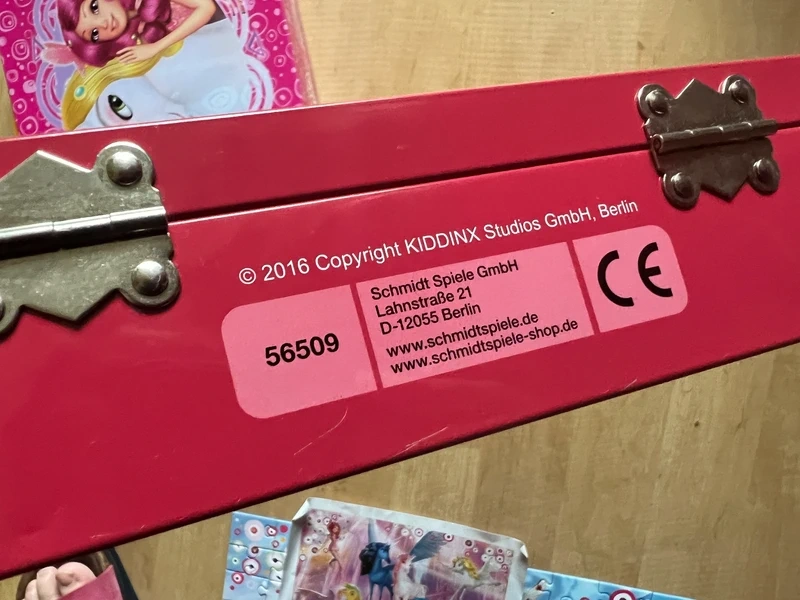 © 2016 Copyright KIDDINX Studios GmbH, Berlin
56509
Schmidt Spiele GmbH
Lahnstraße 21
D-12055 Berlin
www.schmidtspiele.de
www.schmidtspiele-shop.de
CE